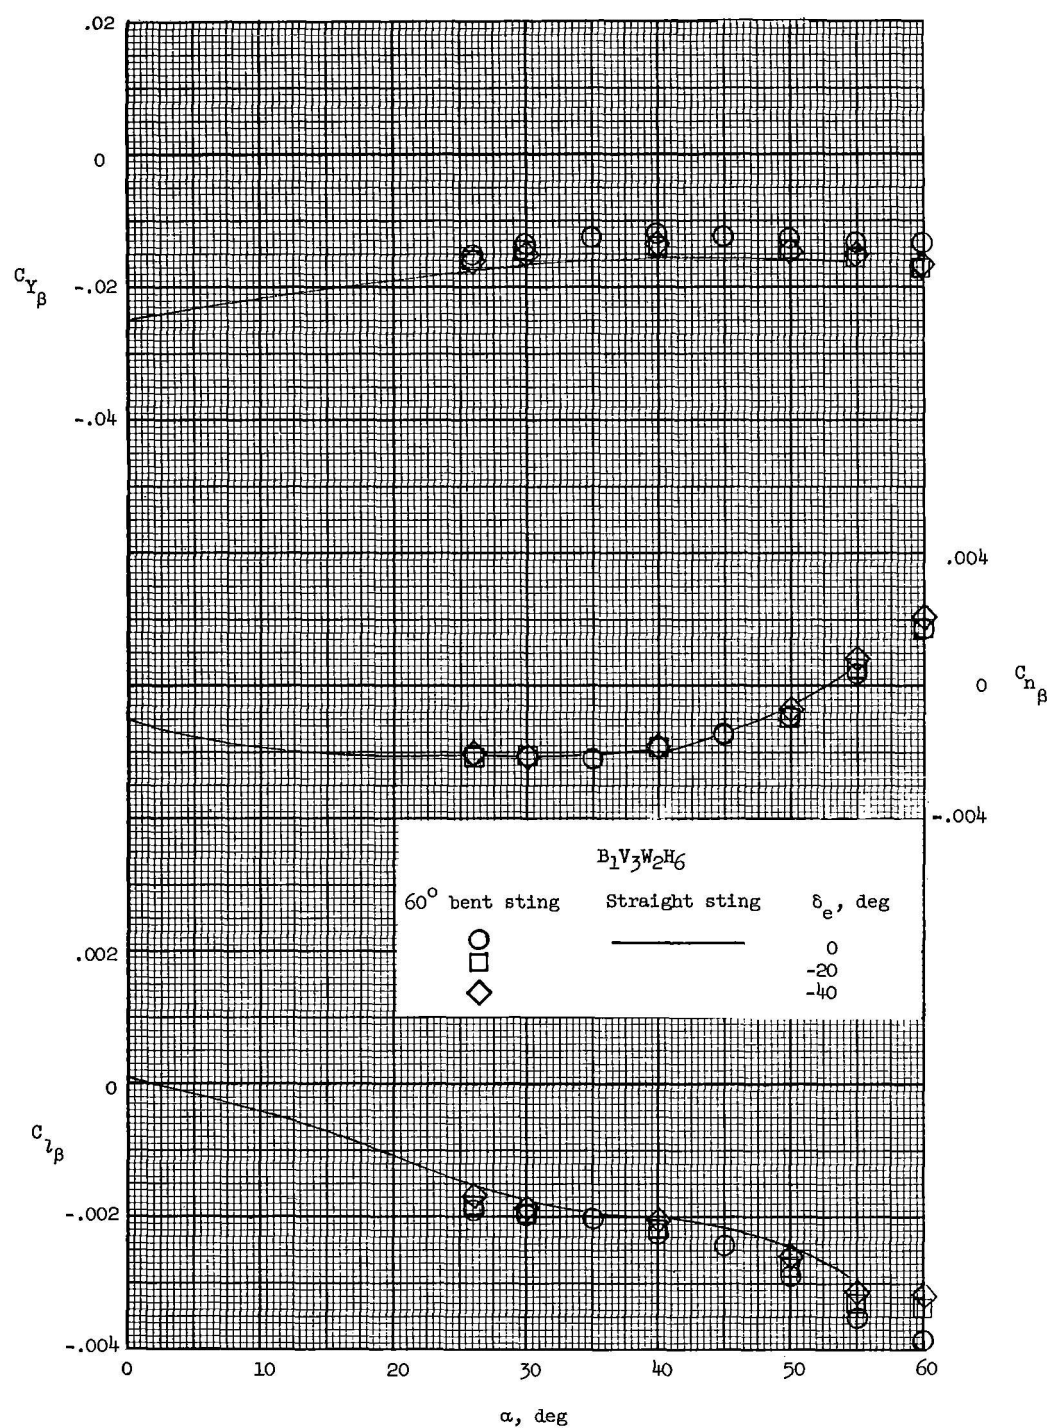 .02
0
C_Yβ
-.02
-.04
.004
0
C_nβ
-.004
B₁V₃W₂H₆
60° bent sting Straight sting δ_e, deg
0
-20
-40
.002
0
C_lβ
-.002
-.004
0 10 20 30 40 50 60
α, deg